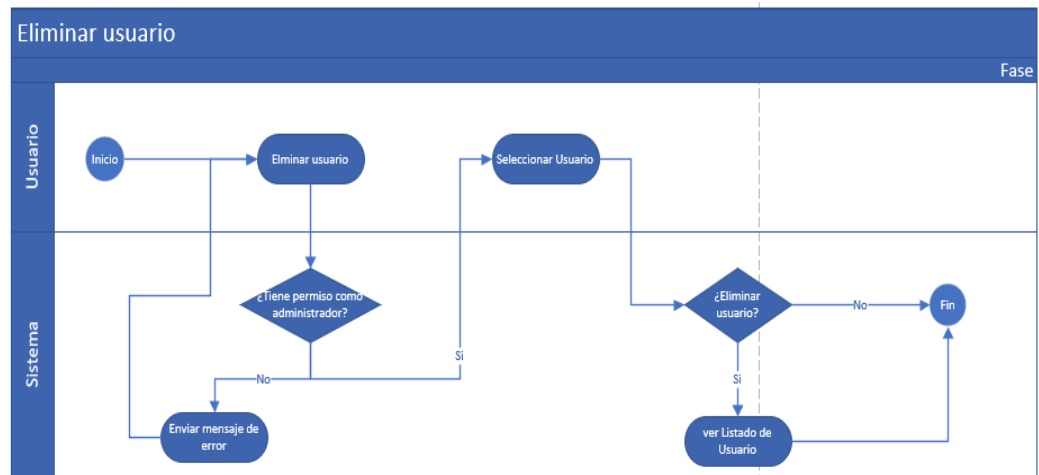 Eliminar usuario
Fase
Usuario
Inicio
Elminar usuario
Seleccionar Usuario
Sistema
¿Tiene permiso como
administrador?
¿Eliminar
usuario?
No
Fin
Si
No
Si
Enviar mensaje de
error
ver Listado de
Usuario